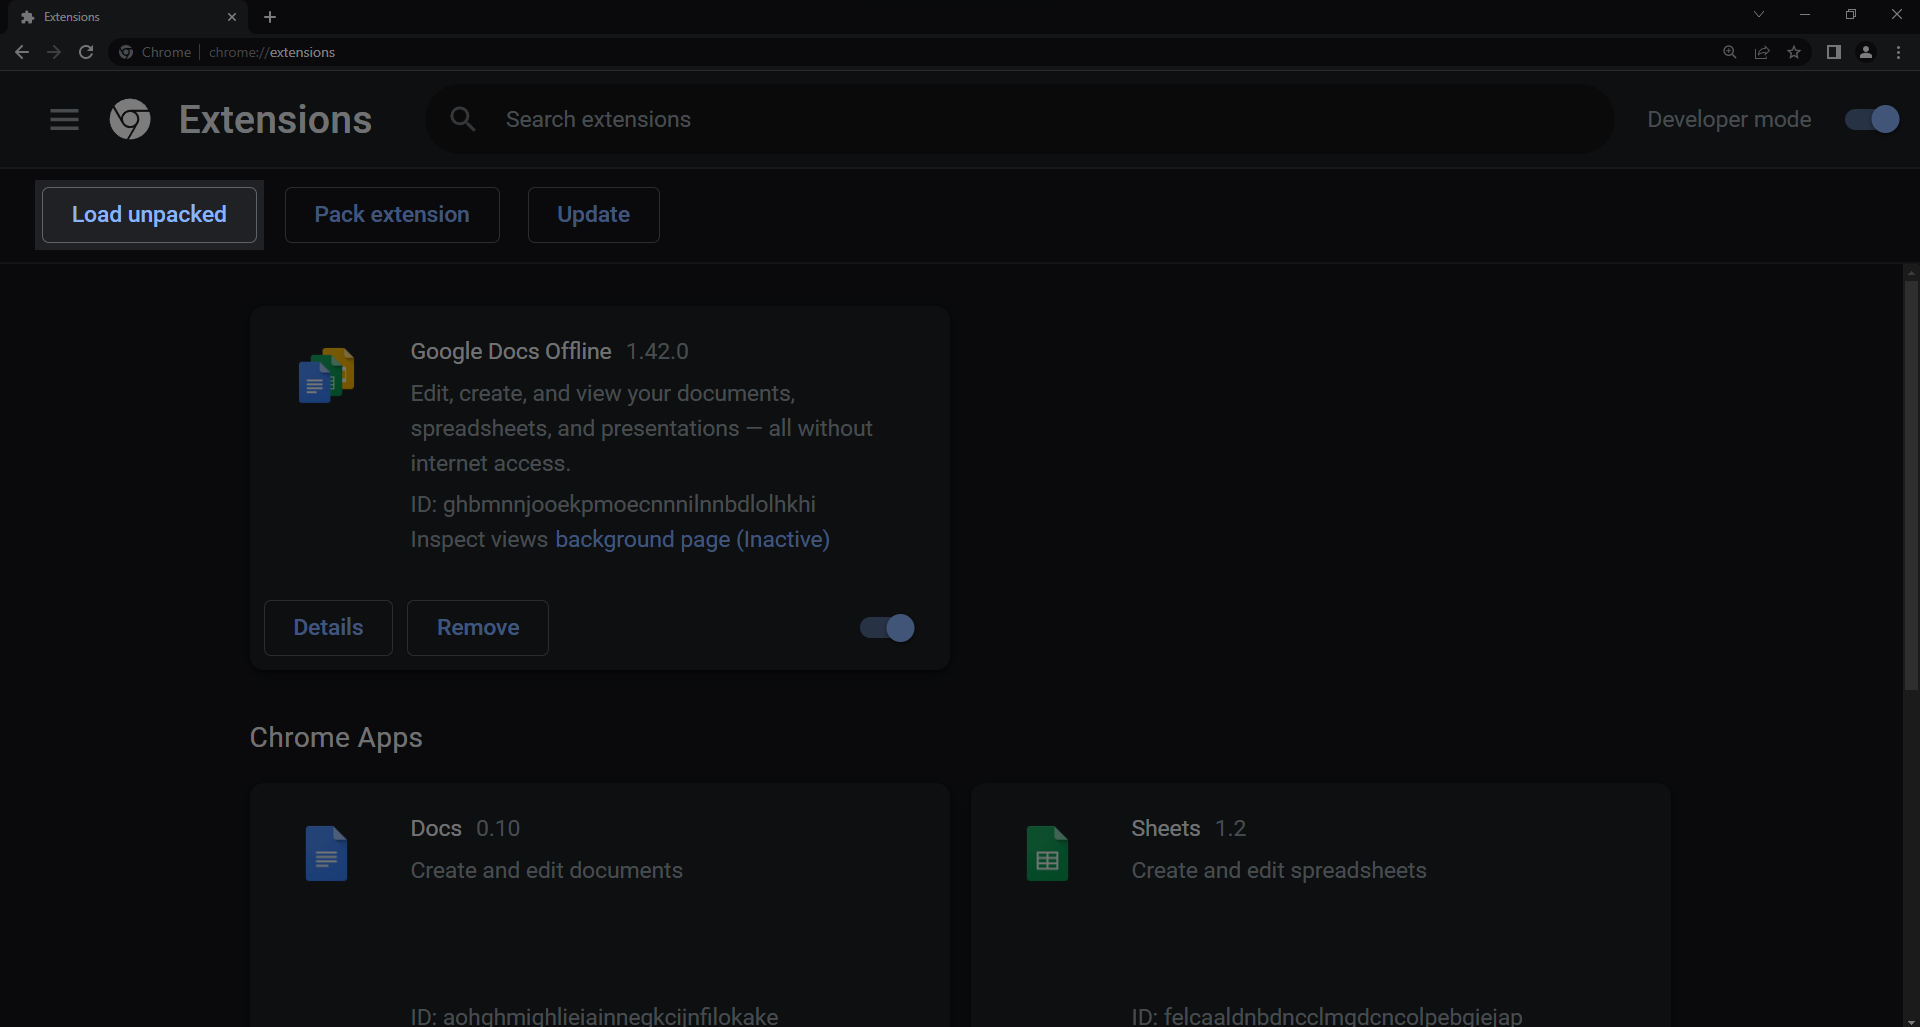 Extensions
Chrome | chrome://extensions
Extensions
Search extensions
Developer mode
Load unpacked
Pack extension
Update
Google Docs Offline 1.42.0
Edit, create, and view your documents,
spreadsheets, and presentations — all without
internet access.
ID: ghbmnnjooekpmoecnnnilnnbdlolhkhi
Inspect views background page (Inactive)
Details
Remove
Chrome Apps
Docs 0.10
Create and edit documents
ID: aohghmighlieiainnegkcijnfilokake
Sheets 1.2
Create and edit spreadsheets
ID: felcaaldnbdncclmgdcncolpebgiejap